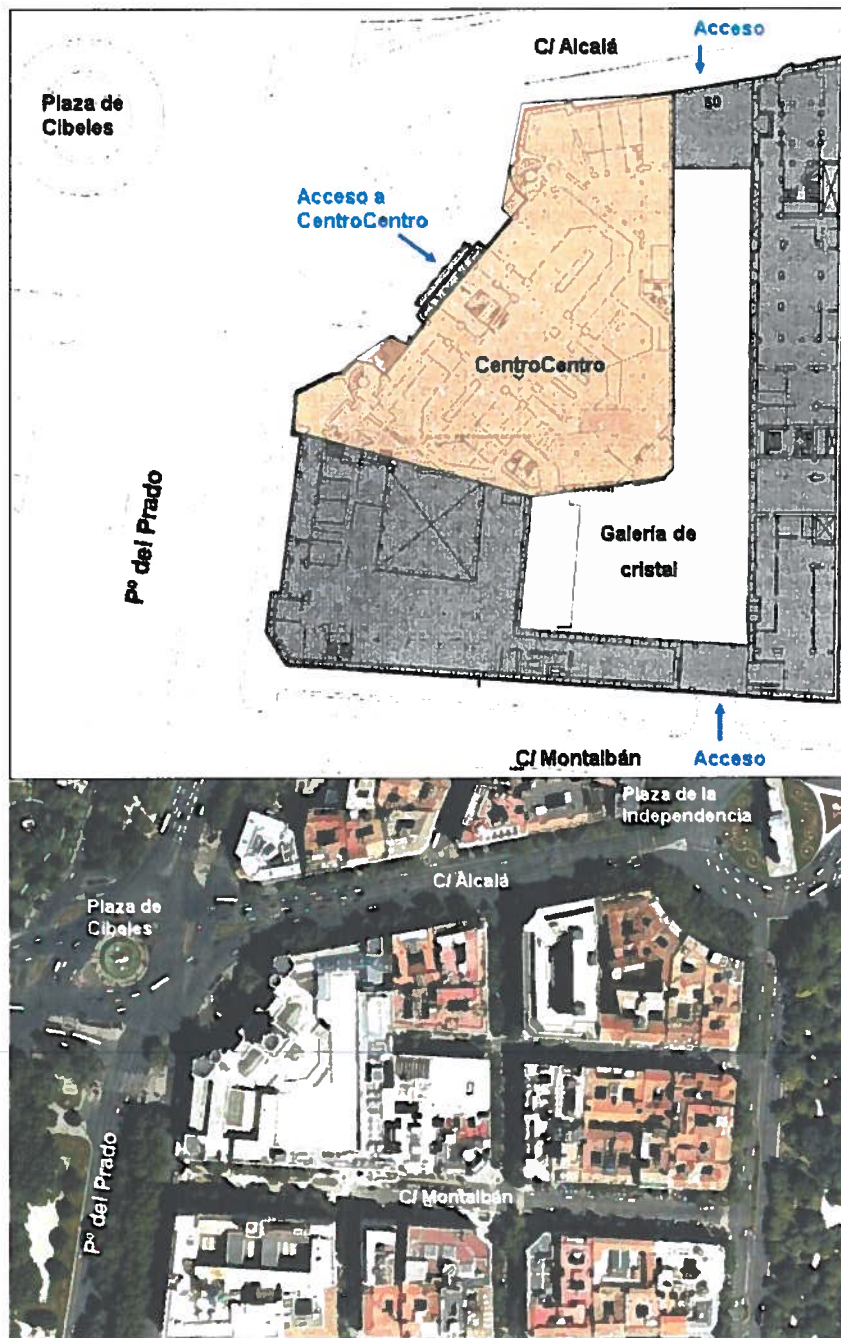 C/ Alcalá
Acceso
Plaza de
Cibeles
SO
Acceso a
CentroCentro
CentroCentro
Pº del Prado
Galería de
cristal
C/ Montalbán
Acceso
Plaza de la
Independencia
C/ Alcalá
Plaza de
Cibeles
Pº del Prado
C/ Montalbán